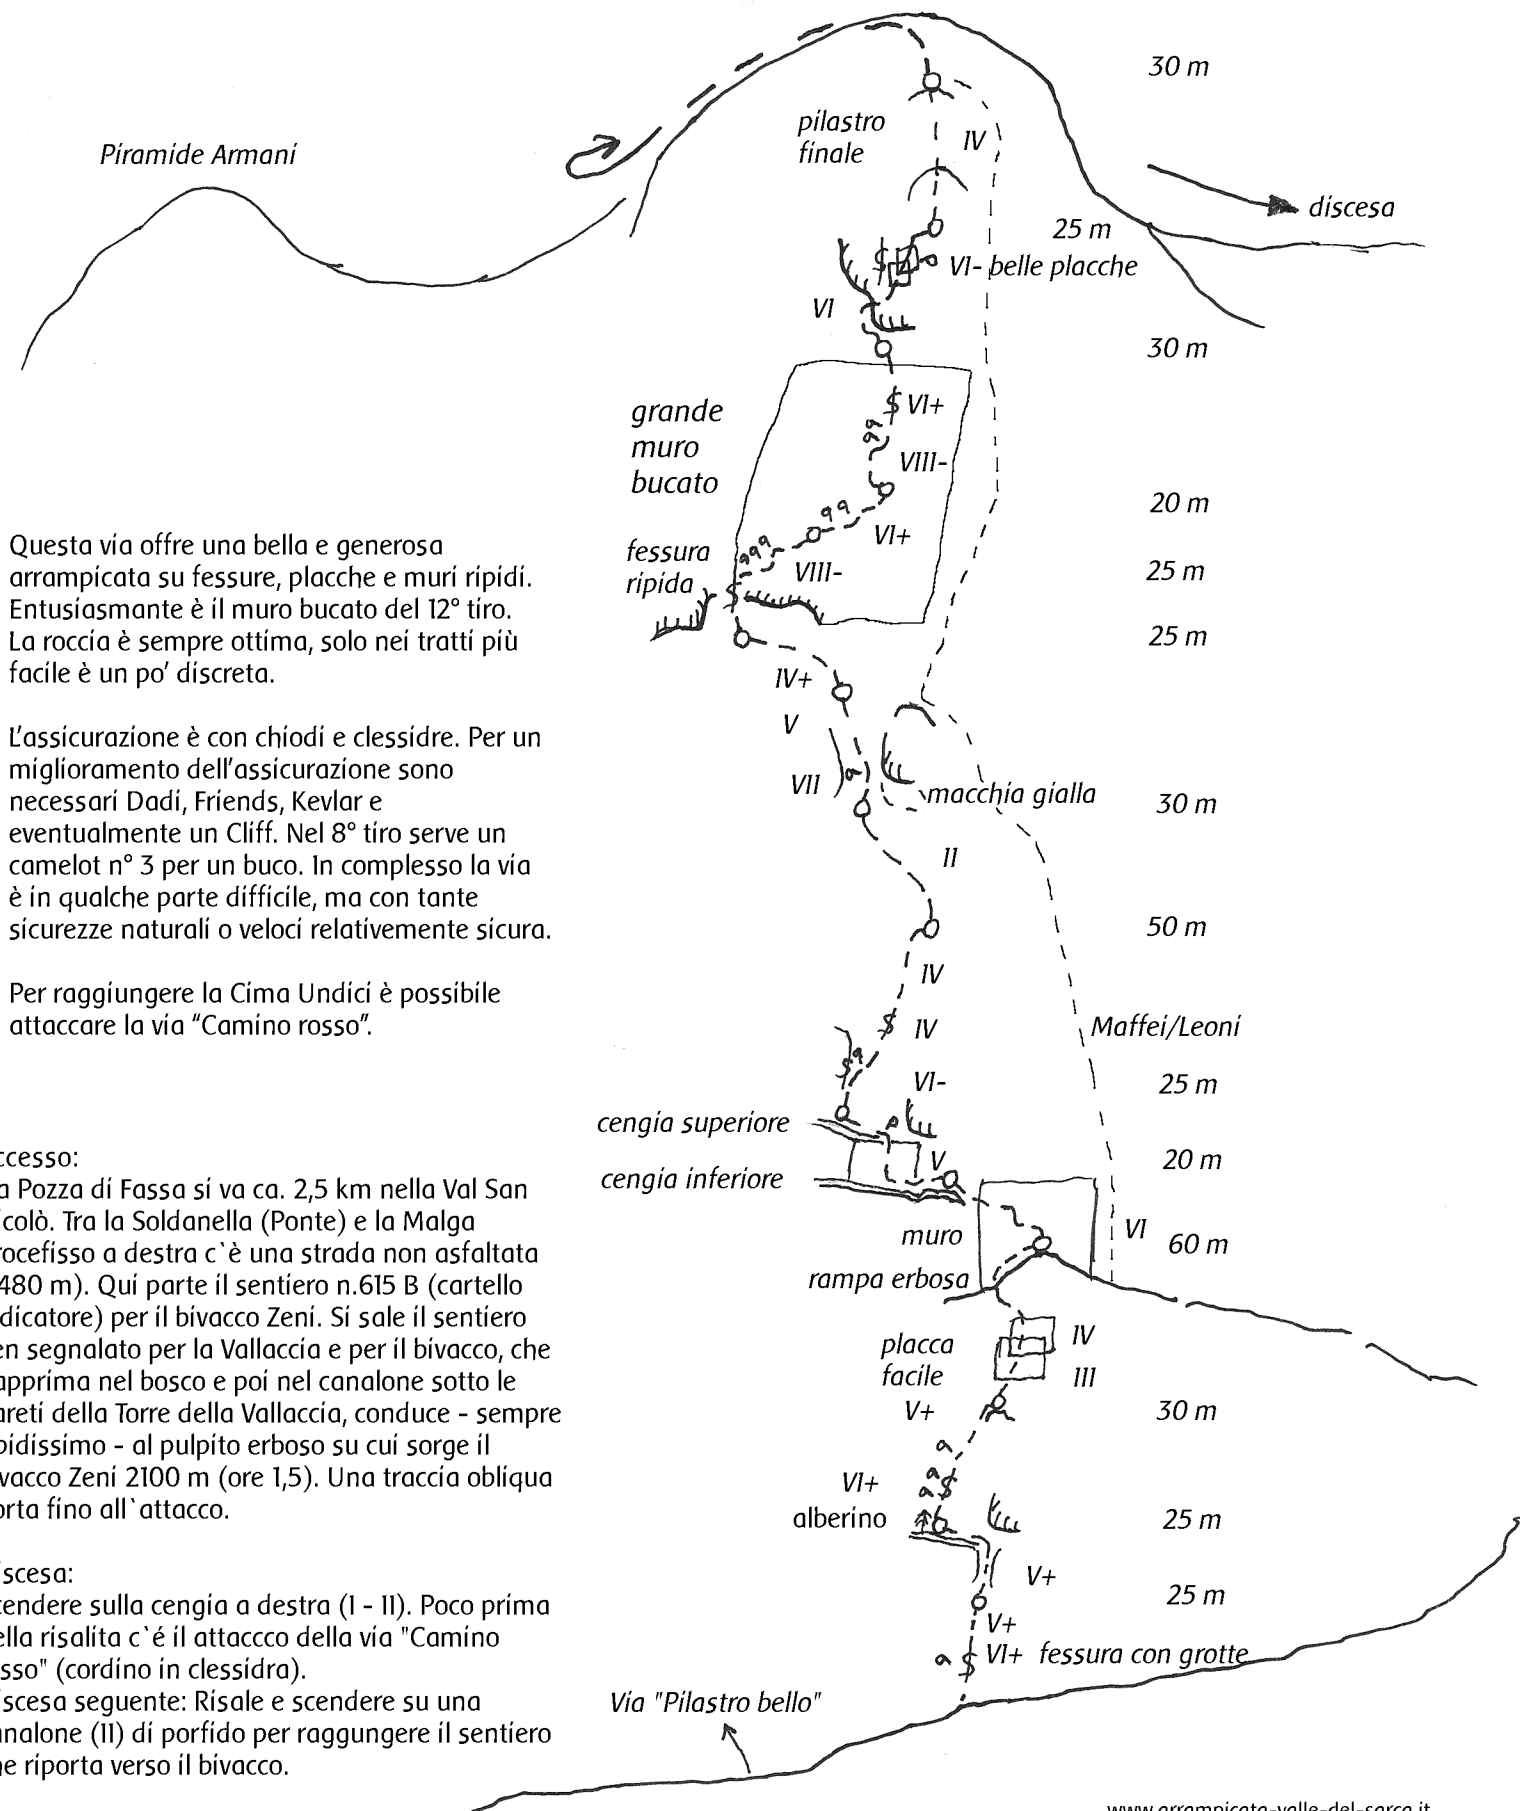 30 m
pilastro
finale
IV
Piramide Armani
discesa
25 m
VI- belle placche
VI
30 m
grande
muro
bucato
VI+
VIII-
20 m
VI+
fessura
ripida
VIII-
25 m
25 m
IV+
V
VII
macchia gialla
30 m
II
50 m
IV
IV
Maffei/Leoni
VI-
25 m
cengia superiore
V
20 m
cengia inferiore
muro
VI
60 m
rampa erbosa
placca
facile
IV
III
V+
30 m
VI+
alberino
25 m
V+
25 m
V+
VI+ fessura con grotte
Via "Pilastro bello"
Questa via offre una bella e generosa
arrampicata su fessure, placche e muri ripidi.
Entusiasmante è il muro bucato del 12° tiro.
La roccia è sempre ottima, solo nei tratti più
facile è un po' discreta.
L'assicurazione è con chiodi e clessidre. Per un
miglioramento dell'assicurazione sono
necessari Dadi, Friends, Kevlar e
eventualmente un Cliff. Nel 8° tiro serve un
camelot n° 3 per un buco. In complesso la via
è in qualche parte difficile, ma con tante
sicurezze naturali o veloci relativemente sicura.
Per raggiungere la Cima Undici è possibile
attaccare la via "Camino rosso".
ccesso:
a Pozza di Fassa si va ca. 2,5 km nella Val San
icolò. Tra la Soldanella (Ponte) e la Malga
rocefisso a destra c`è una strada non asfaltata
480 m). Qui parte il sentiero n.615 B (cartello
dicatore) per il bivacco Zeni. Si sale il sentiero
en segnalato per la Vallaccia e per il bivacco, che
apprima nel bosco e poi nel canalone sotto le
areti della Torre della Vallaccia, conduce - sempre
pidissimo - al pulpito erboso su cui sorge il
vacco Zeni 2100 m (ore 1,5). Una traccia obliqua
orta fino all`attacco.
scesa:
cendere sulla cengia a destra (I - II). Poco prima
ella risalita c`é il attaccco della via "Camino
sso" (cordino in clessidra).
iscesa seguente: Risale e scendere su una
analone (II) di porfido per raggungere il sentiero
he riporta verso il bivacco.
www.arrampicata-valle-del-sarca.it